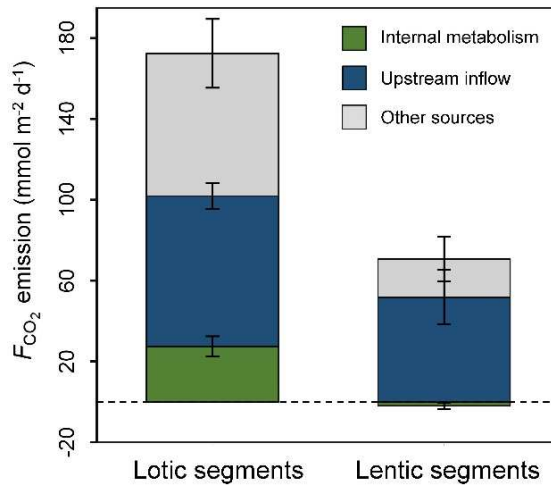 180
140
100
60
20
-20
F_CO₂ emission (mmol m⁻² d⁻¹)
Internal metabolism
Upstream inflow
Other sources
Lotic segments
Lentic segments